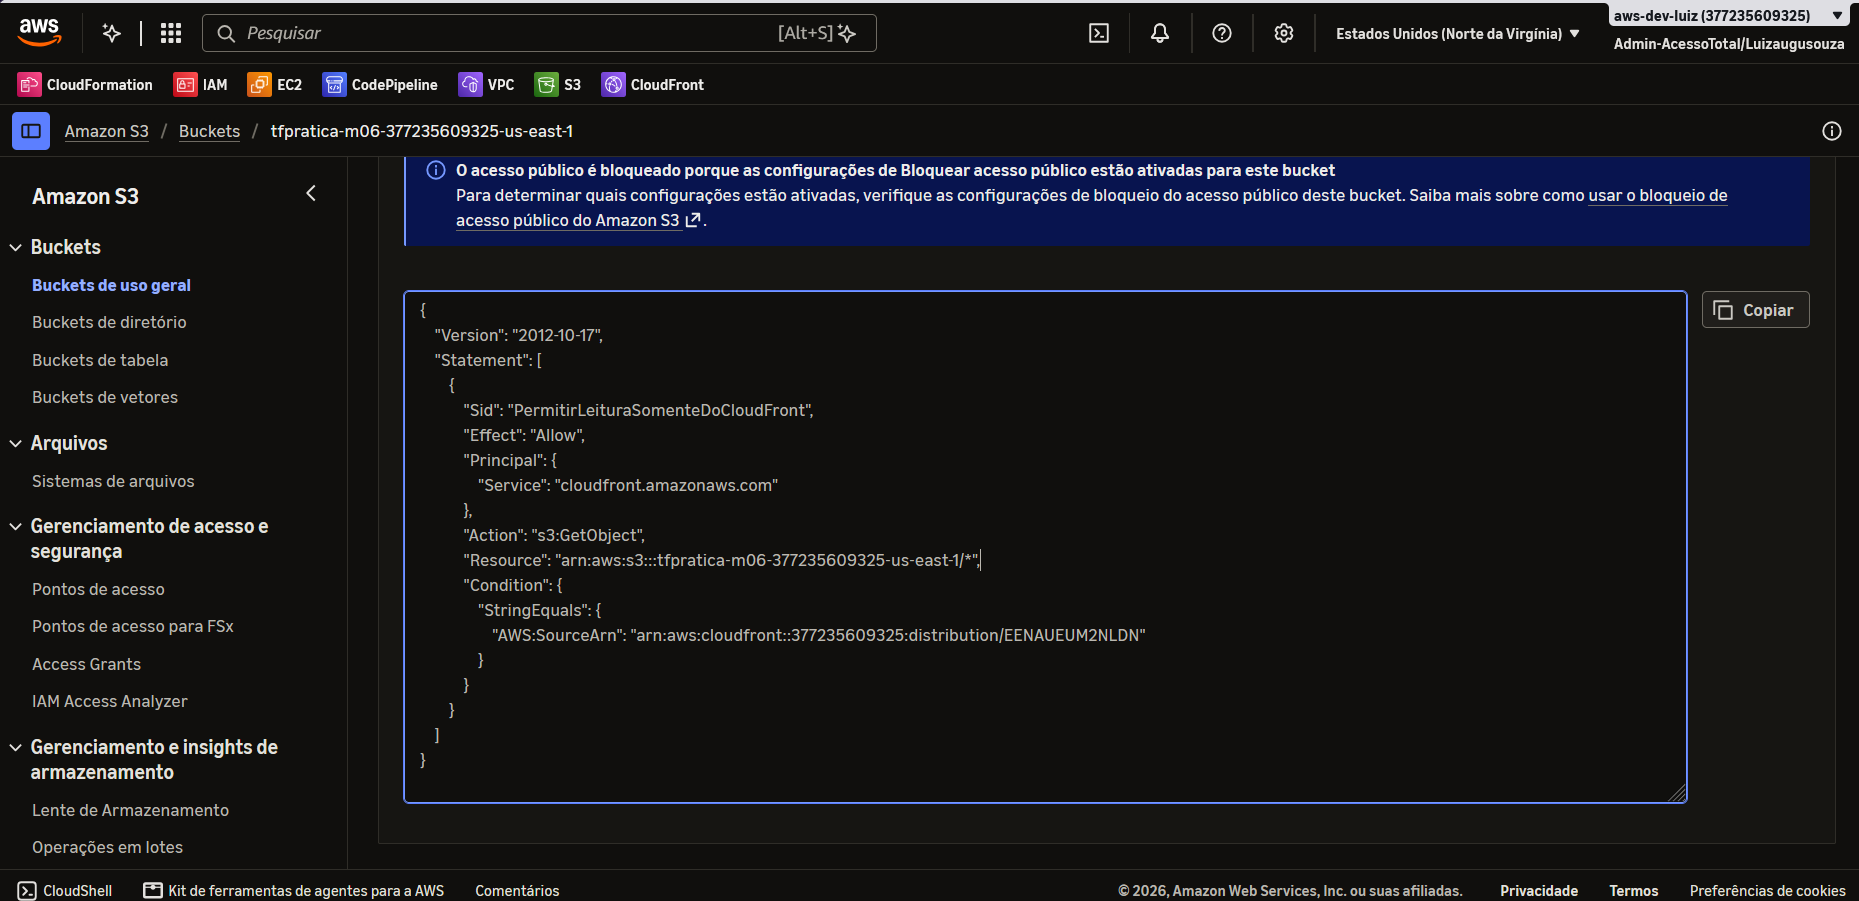 aws
Pesquisar
[Alt+S]
Estados Unidos (Norte da Virgínia)
aws-dev-luiz (377235609325)
Admin-AcessoTotal/Luizaugusouza
CloudFormation
IAM
EC2
CodePipeline
VPC
S3
CloudFront
Amazon S3 / Buckets / tfpratica-m06-377235609325-us-east-1
Amazon S3
Buckets
Buckets de uso geral
Buckets de diretório
Buckets de tabela
Buckets de vetores
Arquivos
Sistemas de arquivos
Gerenciamento de acesso e
segurança
Pontos de acesso
Pontos de acesso para FSx
Access Grants
IAM Access Analyzer
Gerenciamento e insights de
armazenamento
Lente de Armazenamento
Operações em lotes
O acesso público é bloqueado porque as configurações de Bloquear acesso público estão ativadas para este bucket
Para determinar quais configurações estão ativadas, verifique as configurações de bloqueio do acesso público deste bucket. Saiba mais sobre como usar o bloqueio de
acesso público do Amazon S3 .
Copiar
{
"Version": "2012-10-17",
"Statement": [
{
"Sid": "PermitirLeituraSomenteDoCloudFront",
"Effect": "Allow",
"Principal": {
"Service": "cloudfront.amazonaws.com"
},
"Action": "s3:GetObject",
"Resource": "arn:aws:s3:::tfpratica-m06-377235609325-us-east-1/*",
"Condition": {
"StringEquals": {
"AWS:SourceArn": "arn:aws:cloudfront::377235609325:distribution/EENAUEUM2NLDN"
}
}
}
]
}
CloudShell
Kit de ferramentas de agentes para a AWS
Comentários
© 2026, Amazon Web Services, Inc. ou suas afiliadas.
Privacidade
Termos
Preferências de cookies